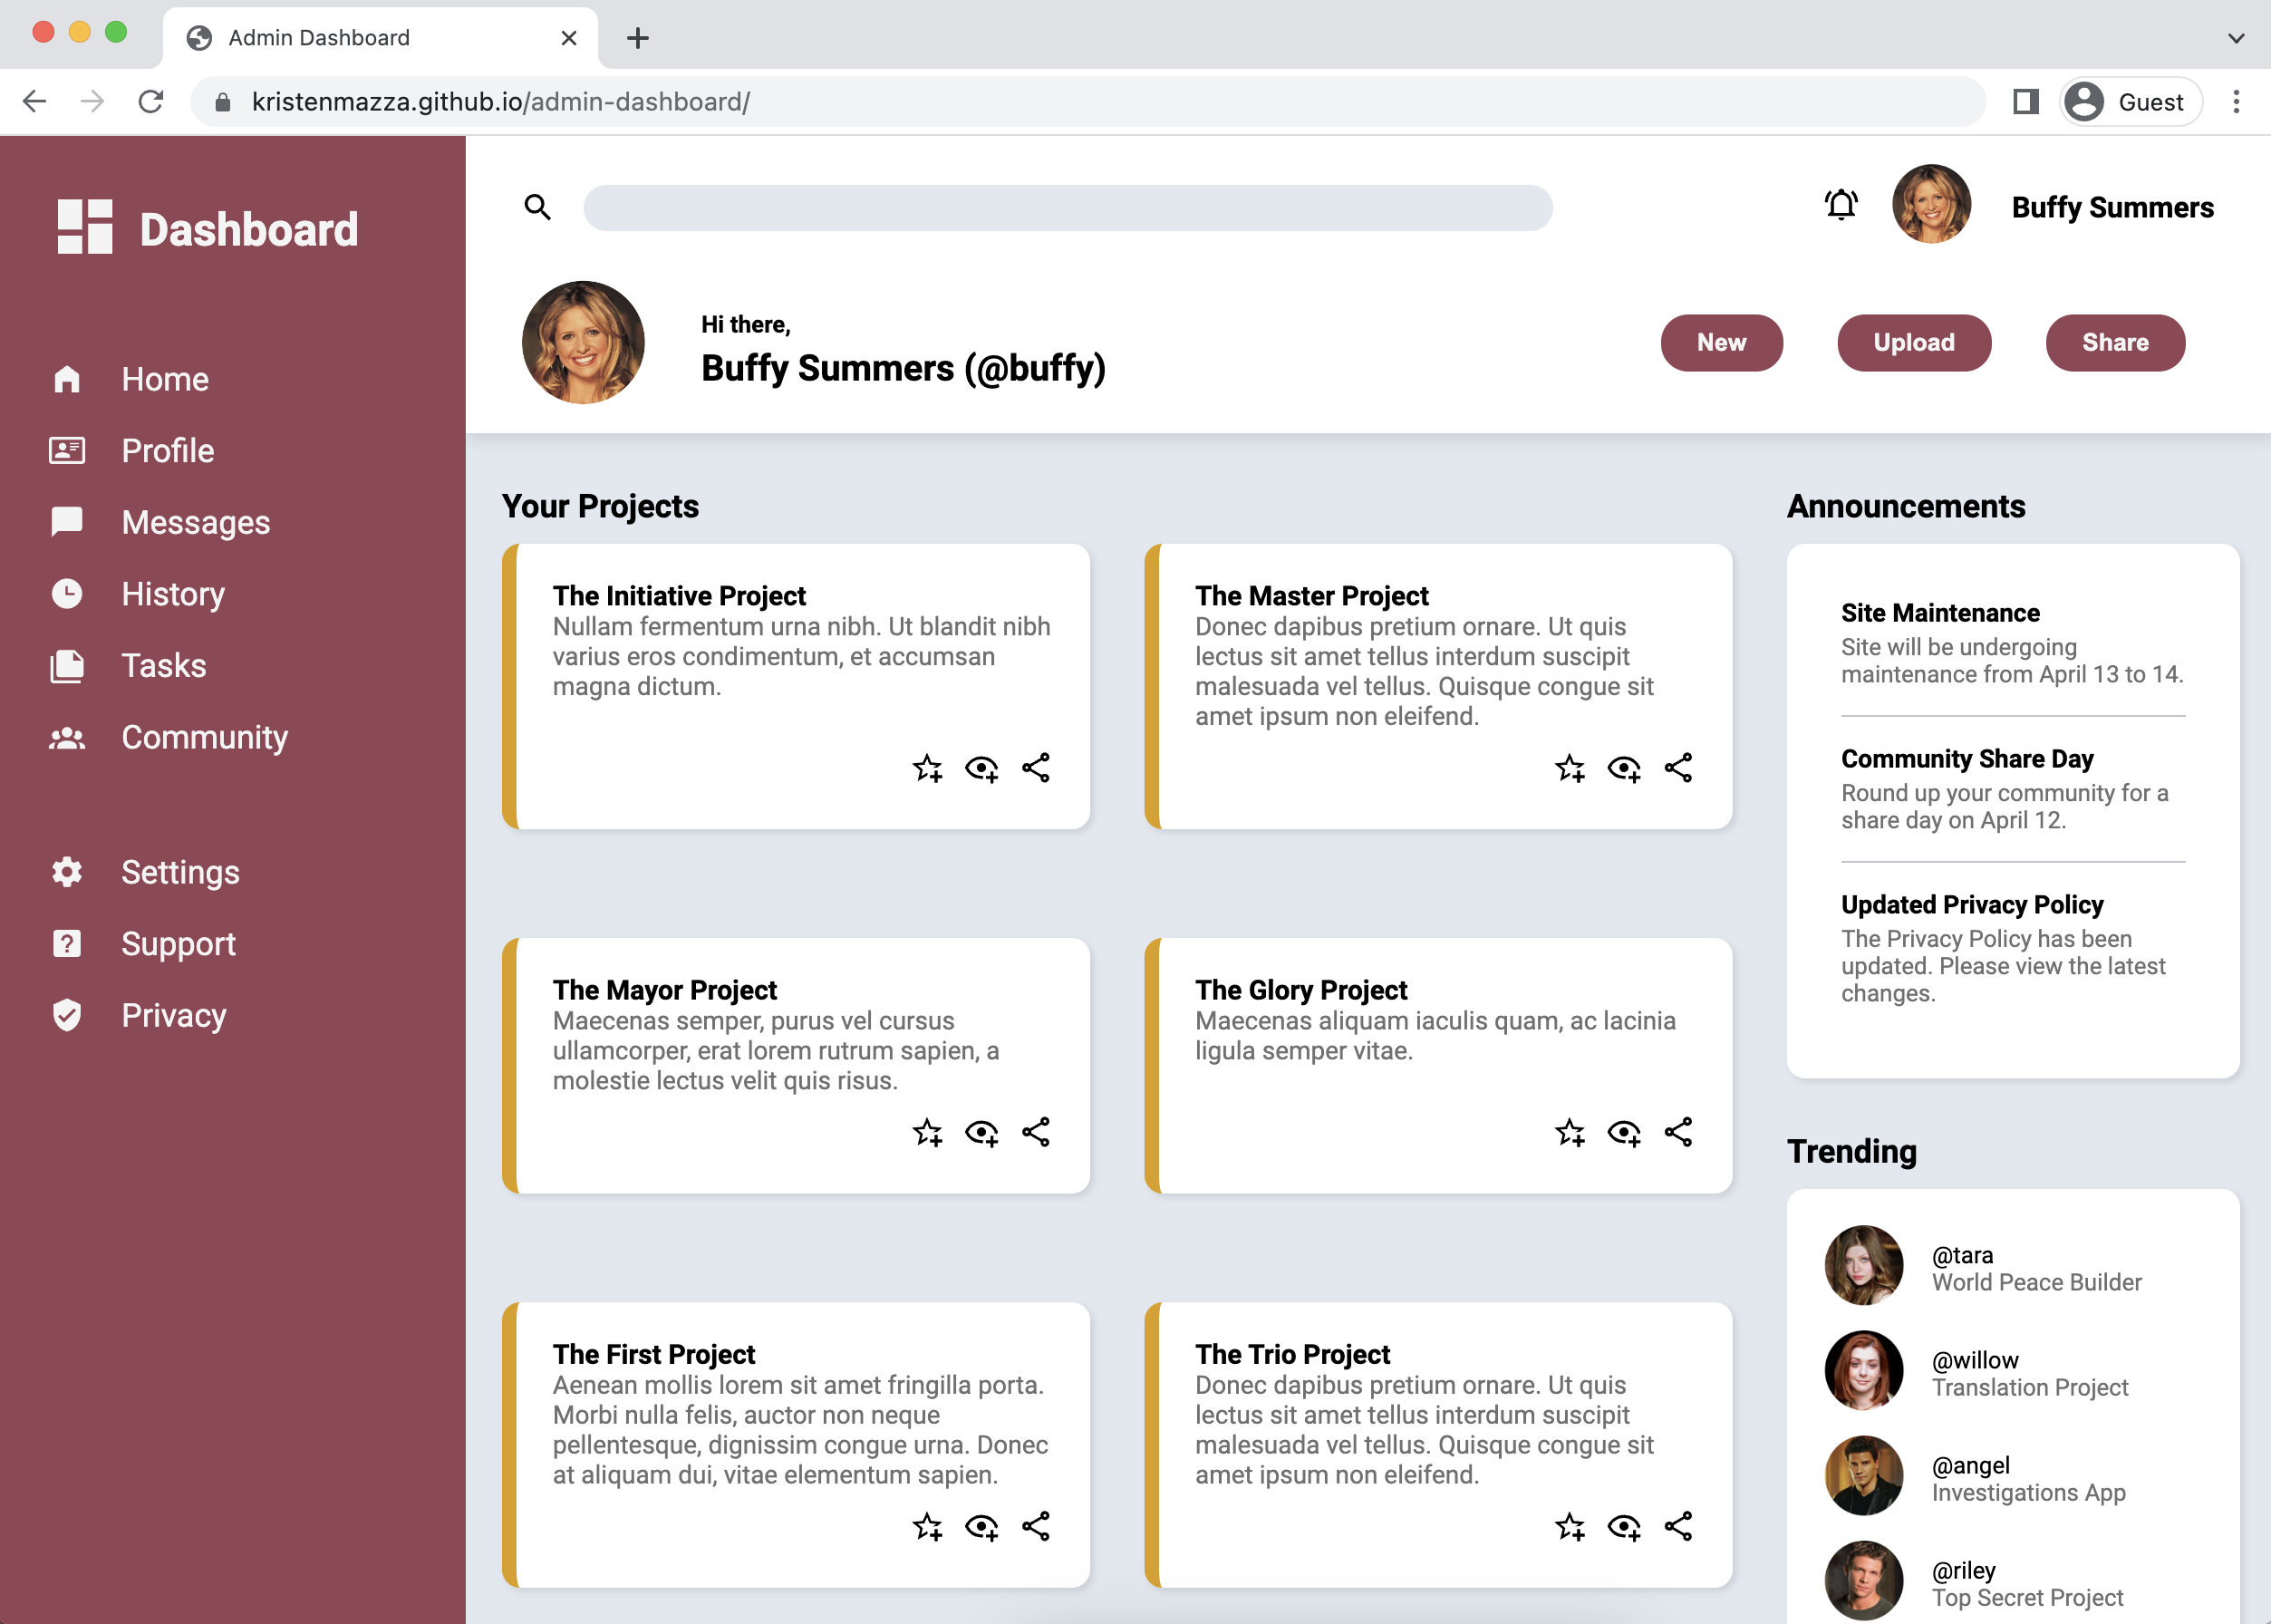 Admin Dashboard
kristenmazza.github.io/admin-dashboard/
Guest
Dashboard
Home
Profile
Messages
History
Tasks
Community
Settings
Support
Privacy
Buffy Summers
Hi there,
Buffy Summers (@buffy)
New
Upload
Share
Your Projects
The Initiative Project
Nullam fermentum urna nibh. Ut blandit nibh
varius eros condimentum, et accumsan
magna dictum.
The Master Project
Donec dapibus pretium ornare. Ut quis
lectus sit amet tellus interdum suscipit
malesuada vel tellus. Quisque congue sit
amet ipsum non eleifend.
The Mayor Project
Maecenas semper, purus vel cursus
ullamcorper, erat lorem rutrum sapien, a
molestie lectus velit quis risus.
The Glory Project
Maecenas aliquam iaculis quam, ac lacinia
ligula semper vitae.
The First Project
Aenean mollis lorem sit amet fringilla porta.
Morbi nulla felis, auctor non neque
pellentesque, dignissim congue urna. Donec
at aliquam dui, vitae elementum sapien.
The Trio Project
Donec dapibus pretium ornare. Ut quis
lectus sit amet tellus interdum suscipit
malesuada vel tellus. Quisque congue sit
amet ipsum non eleifend.
Announcements
Site Maintenance
Site will be undergoing
maintenance from April 13 to 14.
Community Share Day
Round up your community for a
share day on April 12.
Updated Privacy Policy
The Privacy Policy has been
updated. Please view the latest
changes.
Trending
@tara
World Peace Builder
@willow
Translation Project
@angel
Investigations App
@riley
Top Secret Project